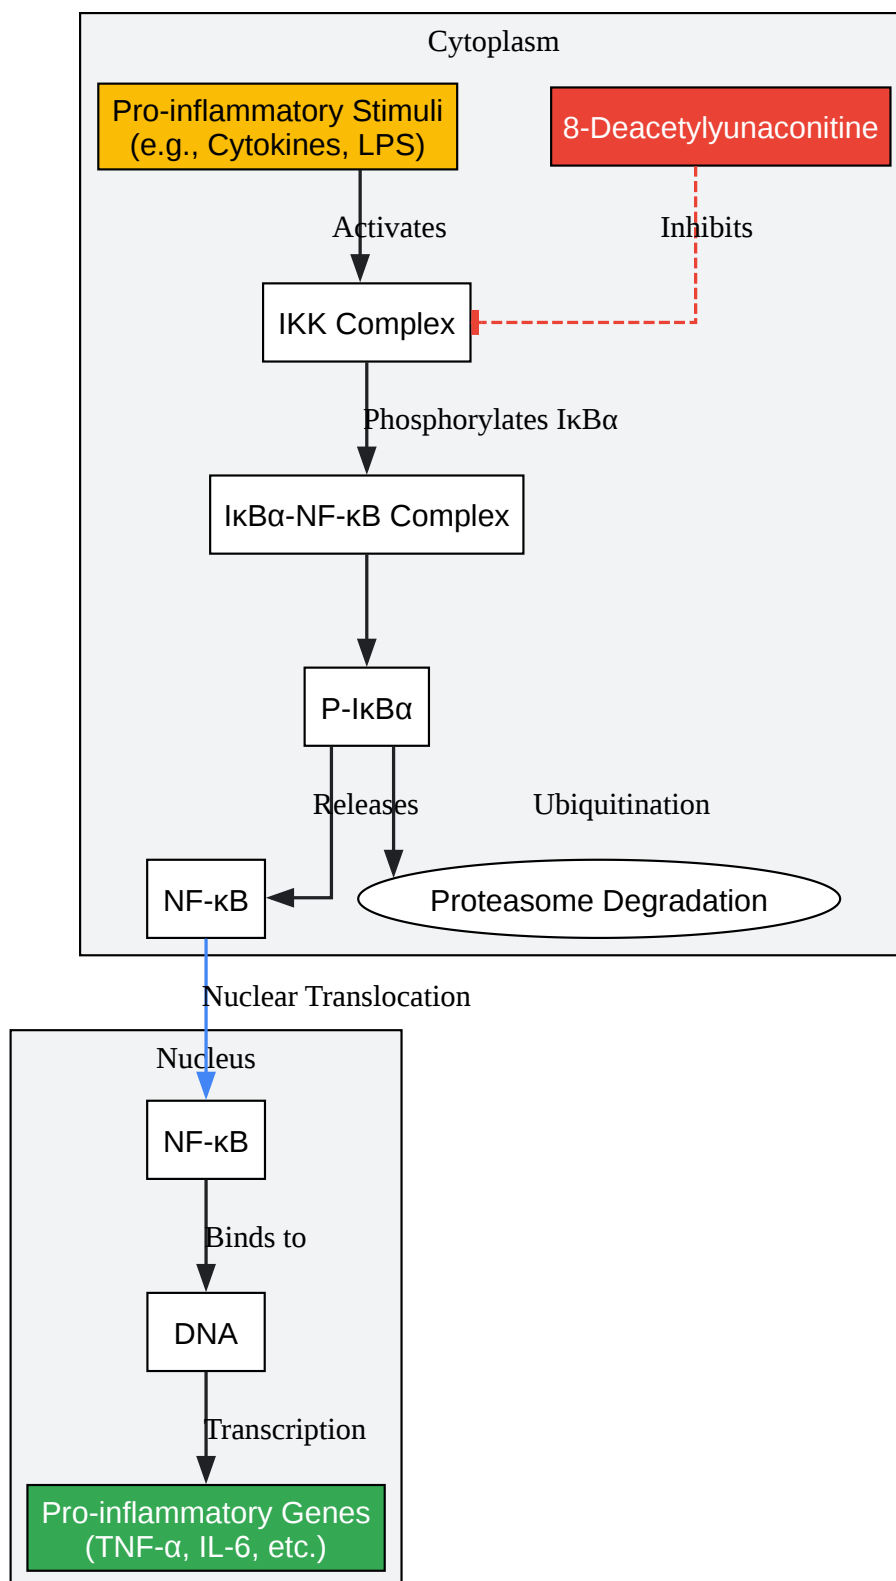 Cytoplasm
Pro-inflammatory Stimuli
(e.g., Cytokines, LPS)
8-Deacetylyunaconitine
Activates
Inhibits
IKK Complex
Phosphorylates IκBα
IκBα-NF-κB Complex
P-IκBα
Releases
Ubiquitination
NF-κB
Proteasome Degradation
Nuclear Translocation
Nucleus
NF-κB
Binds to
DNA
Transcription
Pro-inflammatory Genes
(TNF-α, IL-6, etc.)